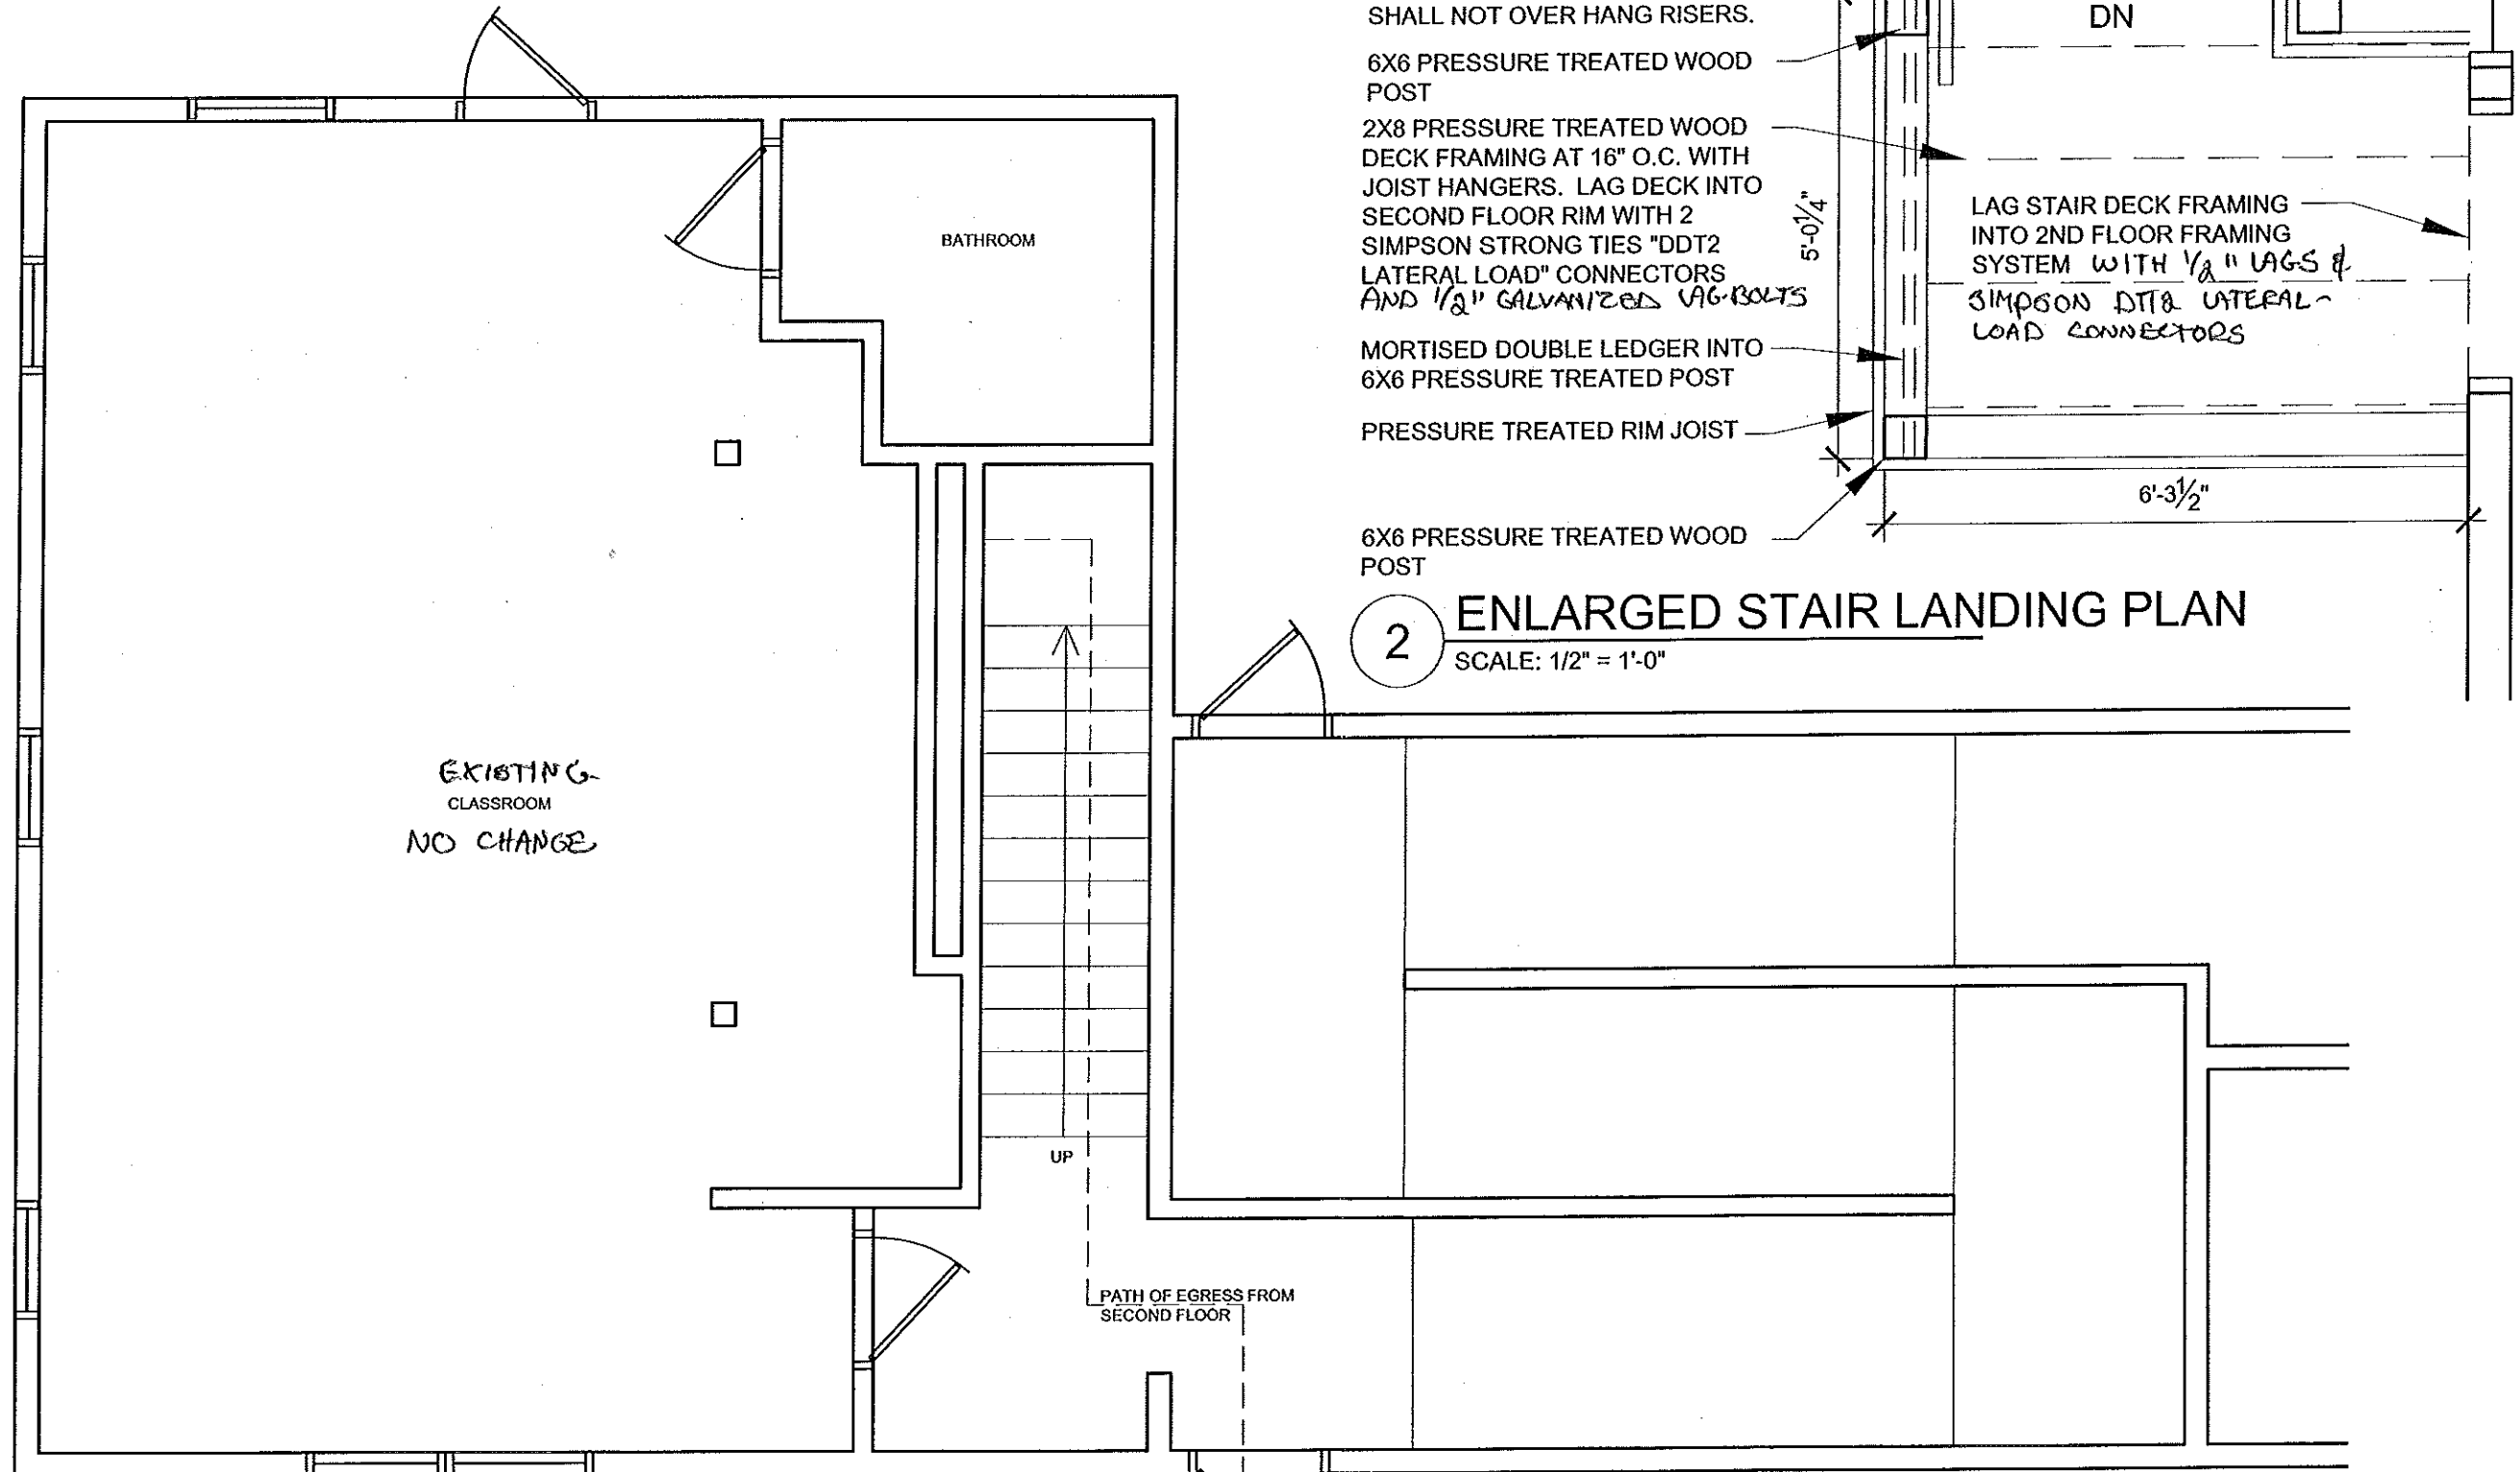 SHALL NOT OVER HANG RISERS.
6X6 PRESSURE TREATED WOOD
POST
2X8 PRESSURE TREATED WOOD
DECK FRAMING AT 16" O.C. WITH
JOIST HANGERS. LAG DECK INTO
SECOND FLOOR RIM WITH 2
SIMPSON STRONG TIES "DDT2
LATERAL LOAD" CONNECTORS
AND 1/2" GALVANIZED LAG-BOLTS
MORTISED DOUBLE LEDGER INTO
6X6 PRESSURE TREATED POST
PRESSURE TREATED RIM JOIST
6X6 PRESSURE TREATED WOOD
POST
DN
5'-0 1/4"
LAG STAIR DECK FRAMING
INTO 2ND FLOOR FRAMING
SYSTEM WITH 1/2" LAGS &
SIMPSON DTT2 LATERAL-
LOAD CONNECTORS
6'-3 1/2"
2
ENLARGED STAIR LANDING PLAN
SCALE: 1/2" = 1'-0"
BATHROOM
EXISTING
CLASSROOM
NO CHANGE
UP
PATH OF EGRESS FROM
SECOND FLOOR